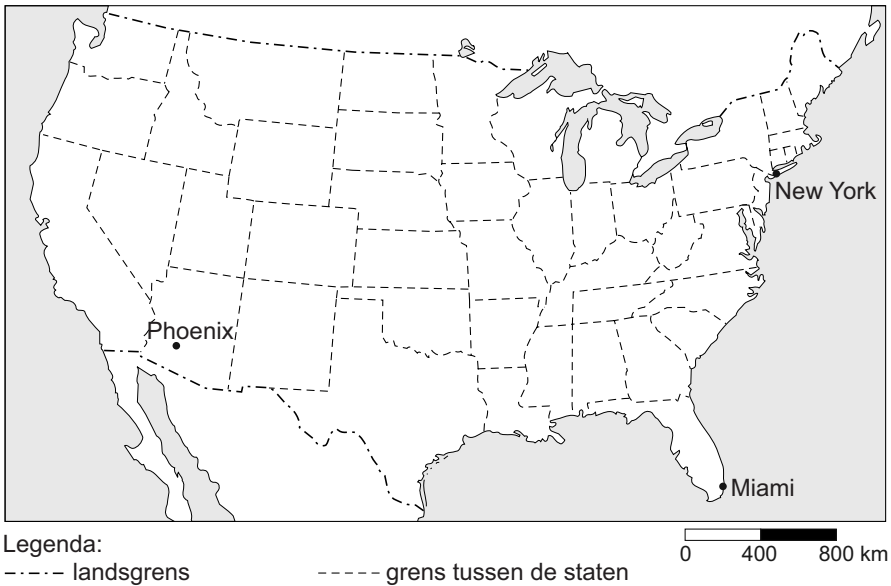 New York
Phoenix
Miami
Legenda:
landsgrens
grens tussen de staten
0 400 800 km